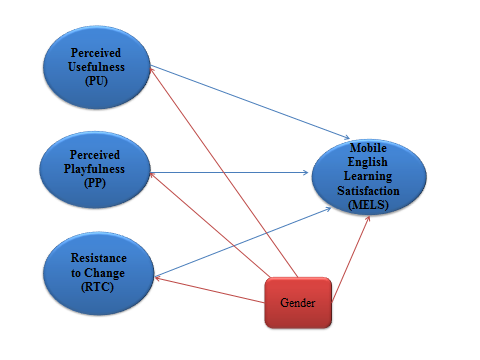 Perceived
Usefulness
(PU)
Perceived
Playfulness
(PP)
Mobile
English
Learning
Satisfaction
(MELS)
Resistance
to Change
(RTC)
Gender